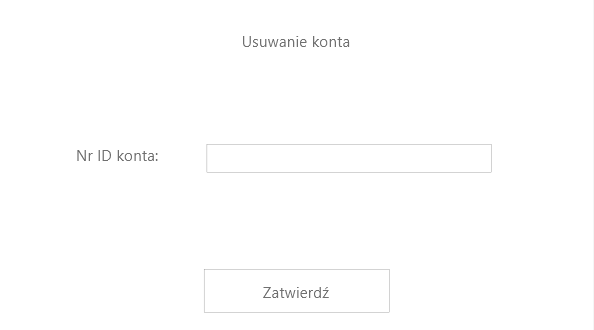 Usuwanie konta
Nr ID konta:
Zatwierdź